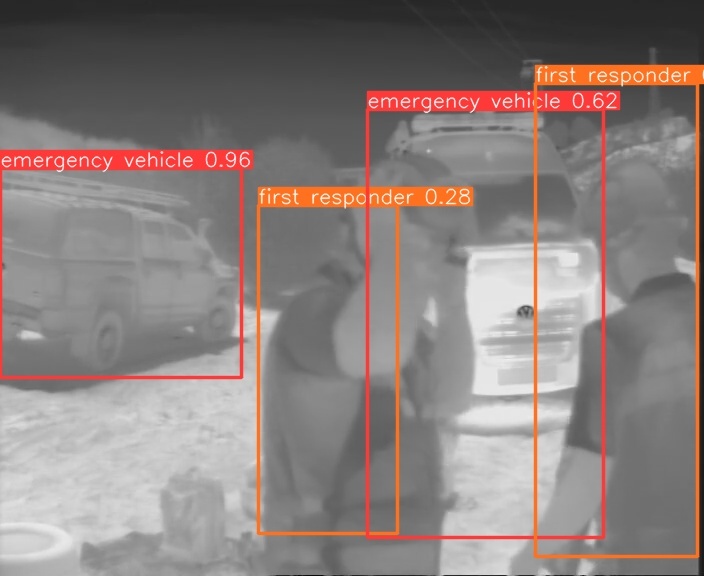 first responder
emergency vehicle 0.62
emergency vehicle 0.96
first responder 0.28